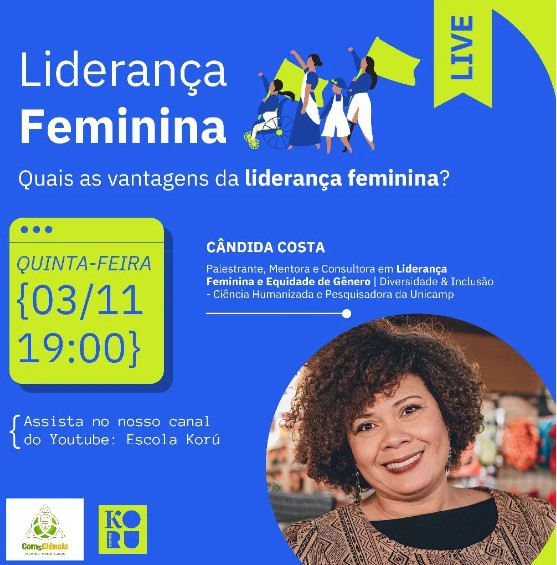 LIVE
Liderança
Feminina
Quais as vantagens da liderança feminina?
QUINTA-FEIRA
{03/11
19:00}
CÂNDIDA COSTA
Palestrante, Mentora e Consultora em Liderança
Feminina e Equidade de Gênero | Diversidade & Inclusão
- Ciência Humanizada e Pesquisadora da Unicamp
{Assista no nosso canal
do Youtube: Escola Korú
ComsCiência
KO
RU